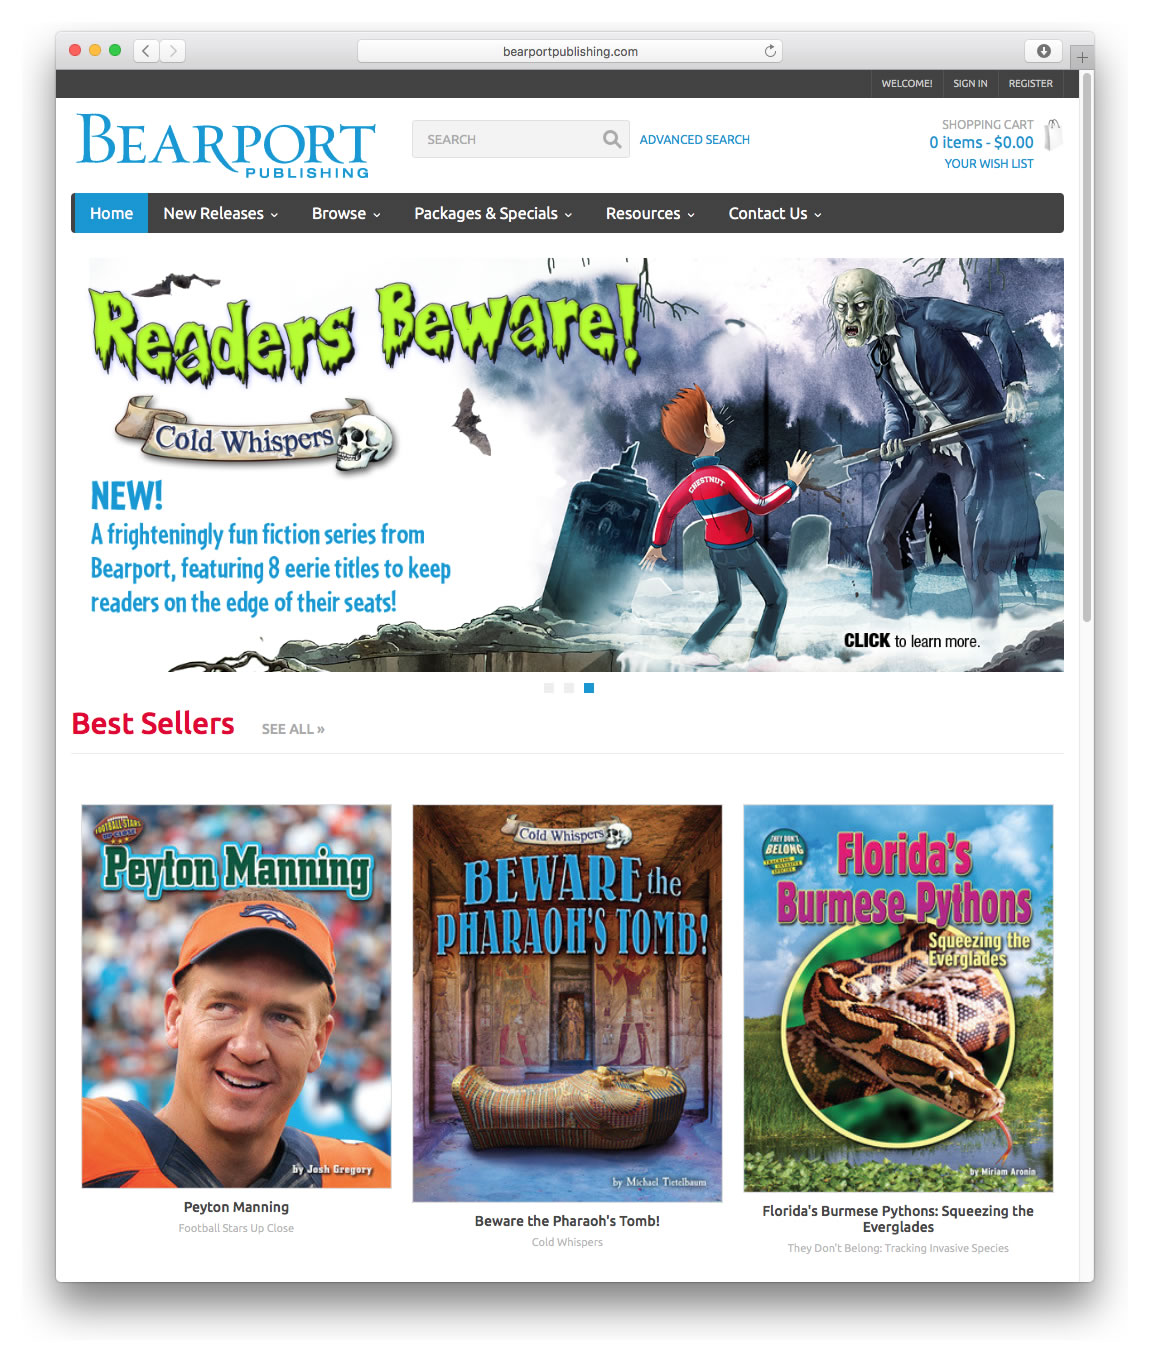 bearportpublishing.com
WELCOME!
SIGN IN
REGISTER
BEARPORT
PUBLISHING
SEARCH
ADVANCED SEARCH
SHOPPING CART
0 items - $0.00
YOUR WISH LIST
Home
New Releases
Browse
Packages & Specials
Resources
Contact Us
Readers Beware!
Cold Whispers
CHESTNUT
NEW!
A frighteningly fun fiction series from
Bearport, featuring 8 eerie titles to keep
readers on the edge of their seats!
CLICK to learn more.
Best Sellers
SEE ALL »
FOOTBALL STARS
UP CLOSE
Peyton Manning
by Josh Gregory
Peyton Manning
Football Stars Up Close
Cold Whispers
BEWARE the
PHARAOH'S TOMB!
by Michael Teitelbaum
Beware the Pharaoh's Tomb!
Cold Whispers
THEY DON'T
BELONG
TRACKING
INVASIVE
SPECIES
Florida's
Burmese Pythons
Squeezing the
Everglades
by Miriam Aronin
Florida's Burmese Pythons: Squeezing the
Everglades
They Don't Belong: Tracking Invasive Species